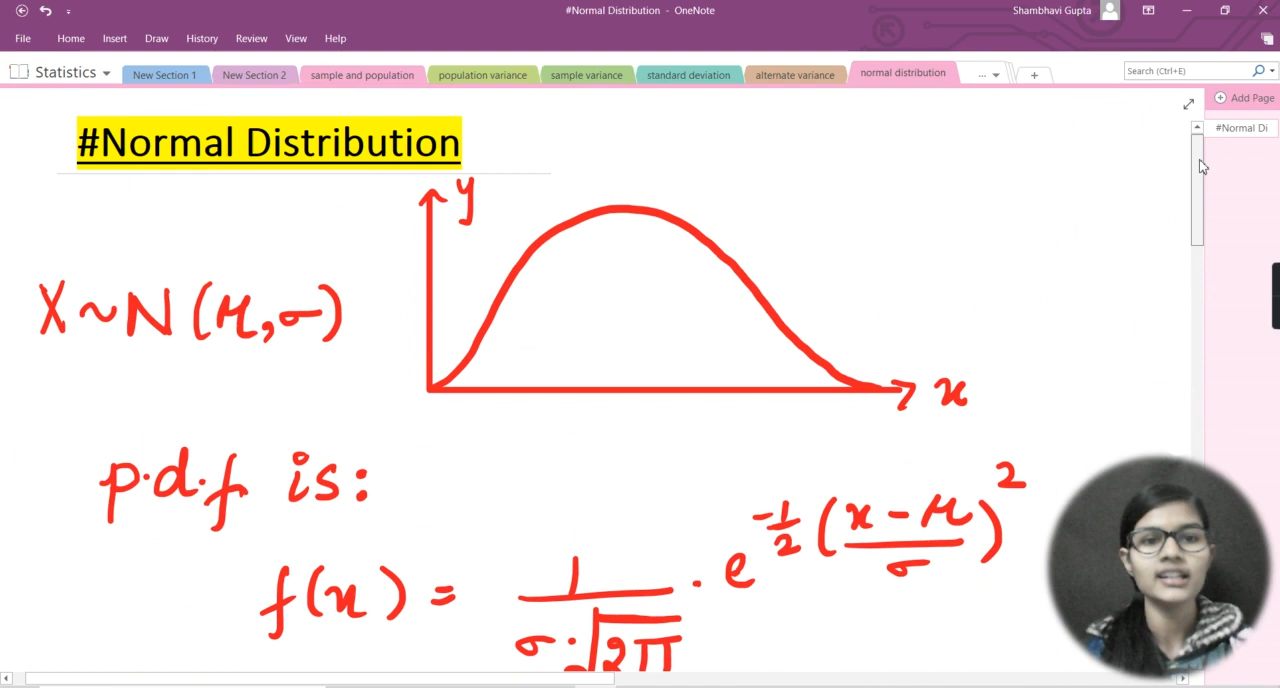 #Normal Distribution - OneNote
Shambhavi Gupta
File Home Insert Draw History Review View Help
Statistics New Section 1 New Section 2 sample and population population variance sample variance standard deviation alternate variance normal distribution ... + Search (Ctrl+E)
Add Page
#Normal Di
#Normal Distribution
y
X ~ N (μ, σ)
x
p.d.f is:
f(x) = 1/(σ·√2π) · e^(-1/2 ((x - μ)/σ)^2)